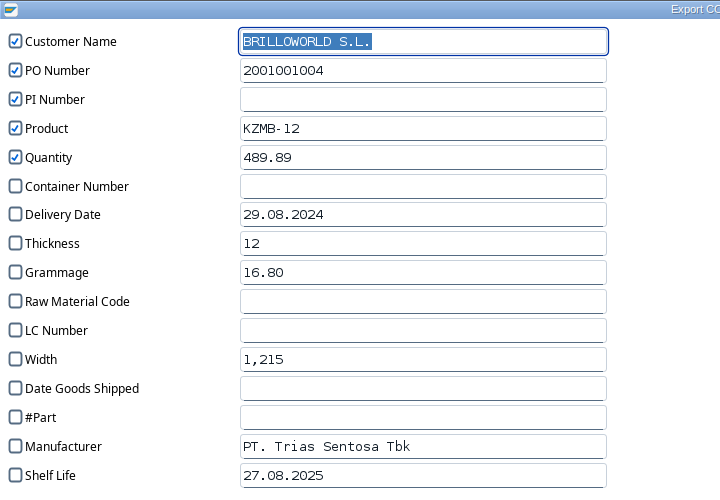 Export CO
Customer Name BRILLOWORLD S.L.
PO Number 2001001004
PI Number
Product KZMB-12
Quantity 489.89
Container Number
Delivery Date 29.08.2024
Thickness 12
Grammage 16.80
Raw Material Code
LC Number
Width 1,215
Date Goods Shipped
#Part
Manufacturer PT. Trias Sentosa Tbk
Shelf Life 27.08.2025